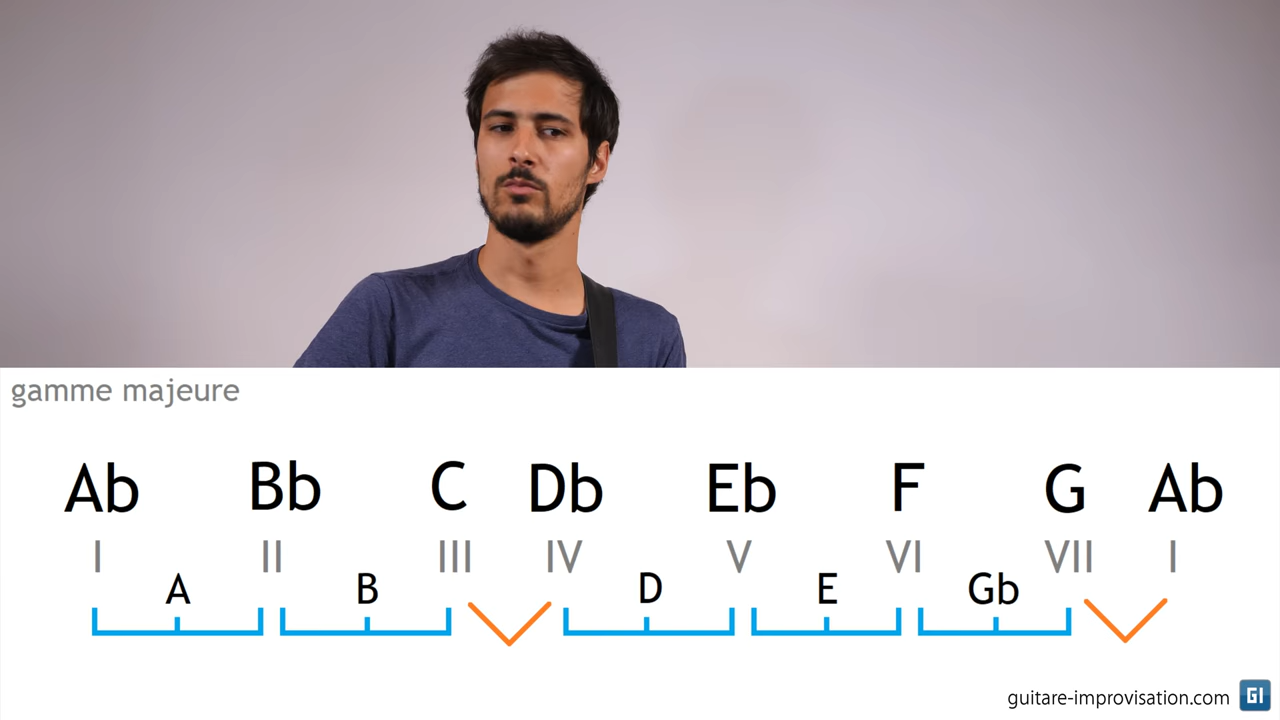 gamme majeure
Ab Bb C Db Eb F G Ab
I II III IV V VI VII I
A B D E Gb
guitare-improvisation.com GI